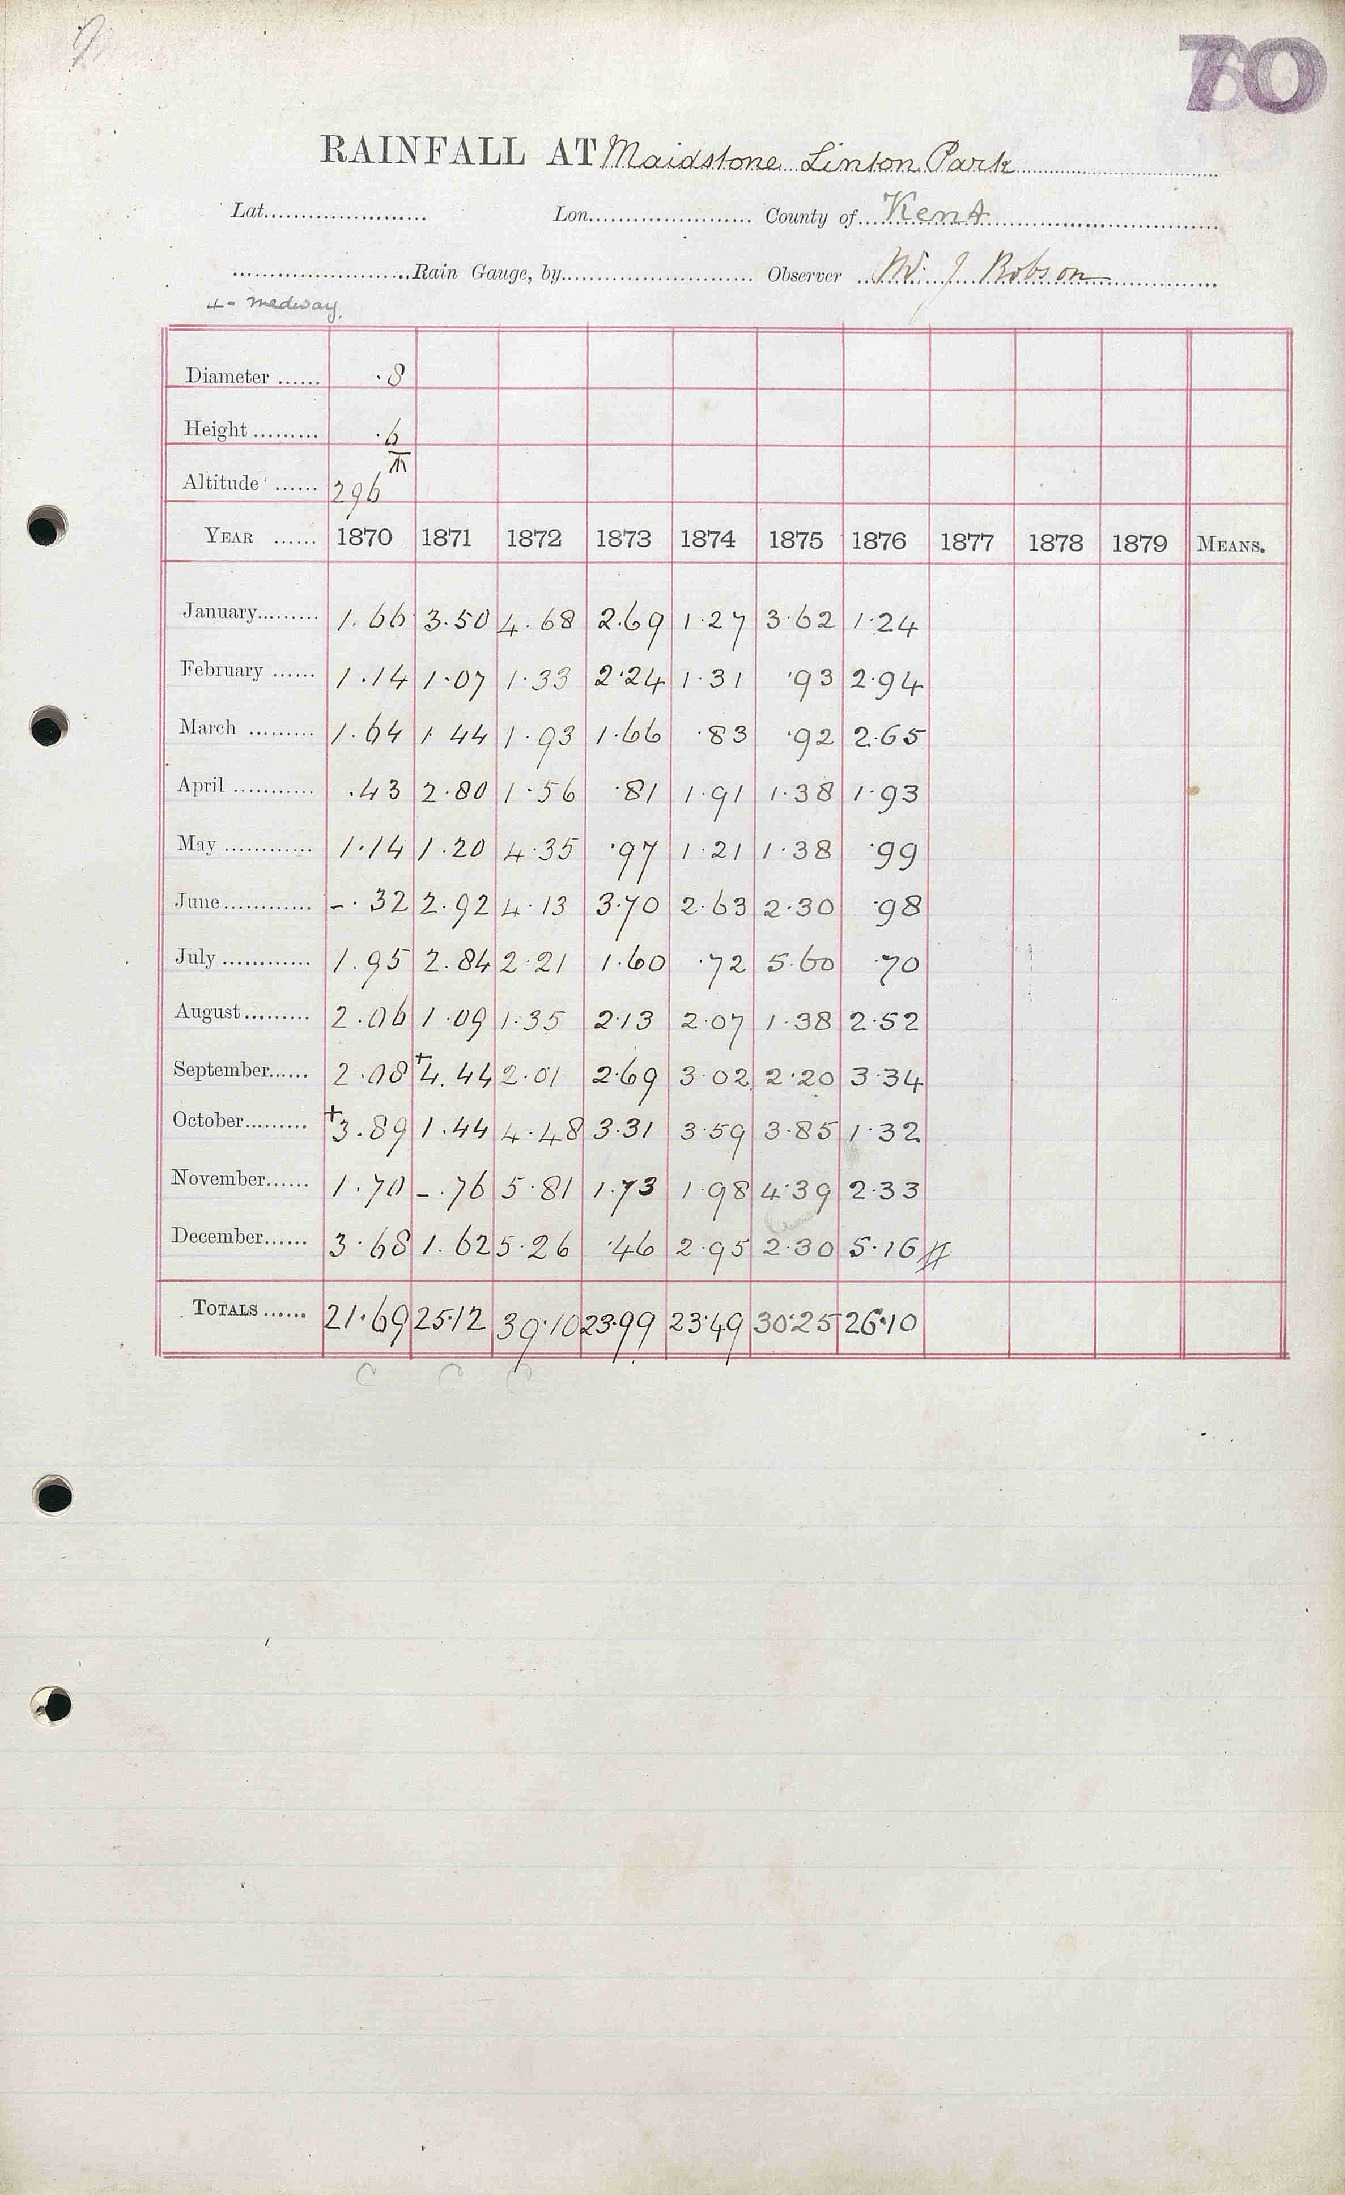 70
RAINFALL AT Maidstone Linton Park
Lat. Lon. County of Kent
Rain Gauge, by Observer W. J. Robson
4 - Medway.
Diameter ...... .8
Height ......... .6
Altitude ...... 296
YEAR ...... 1870 1871 1872 1873 1874 1875 1876 1877 1878 1879 MEANS.
January......... 1.66 3.50 4.68 2.69 1.27 3.62 1.24
February ...... 1.14 1.07 1.33 2.24 1.31 .93 2.94
March ......... 1.64 1 44 1.93 1.66 .83 .92 2.65
April ........... .43 2.80 1.56 .81 1.91 1.38 1.93
May ............ 1.14 1.20 4.35 .97 1.21 1.38 .99
June............ -.32 2.92 4.13 3.70 2.63 2.30 .98
July ............ 1.95 2.84 2.21 1.60 .72 5.60 .70
August......... 2.06 1.09 1.35 2.13 2.07 1.38 2.52
September...... 2.08 +4.44 2.01 2.69 3 02 2.20 3.34
October......... +3.89 1.44 4.48 3.31 3.59 3.85 1.32
November...... 1.70 -.76 5.81 1.73 1.98 4.39 2.33
December...... 3.68 1.62 5.26 .46 2.95 2.30 5.16
TOTALS ...... 21.69 25.12 39.10 23.99 23.49 30.25 26.10
C C C